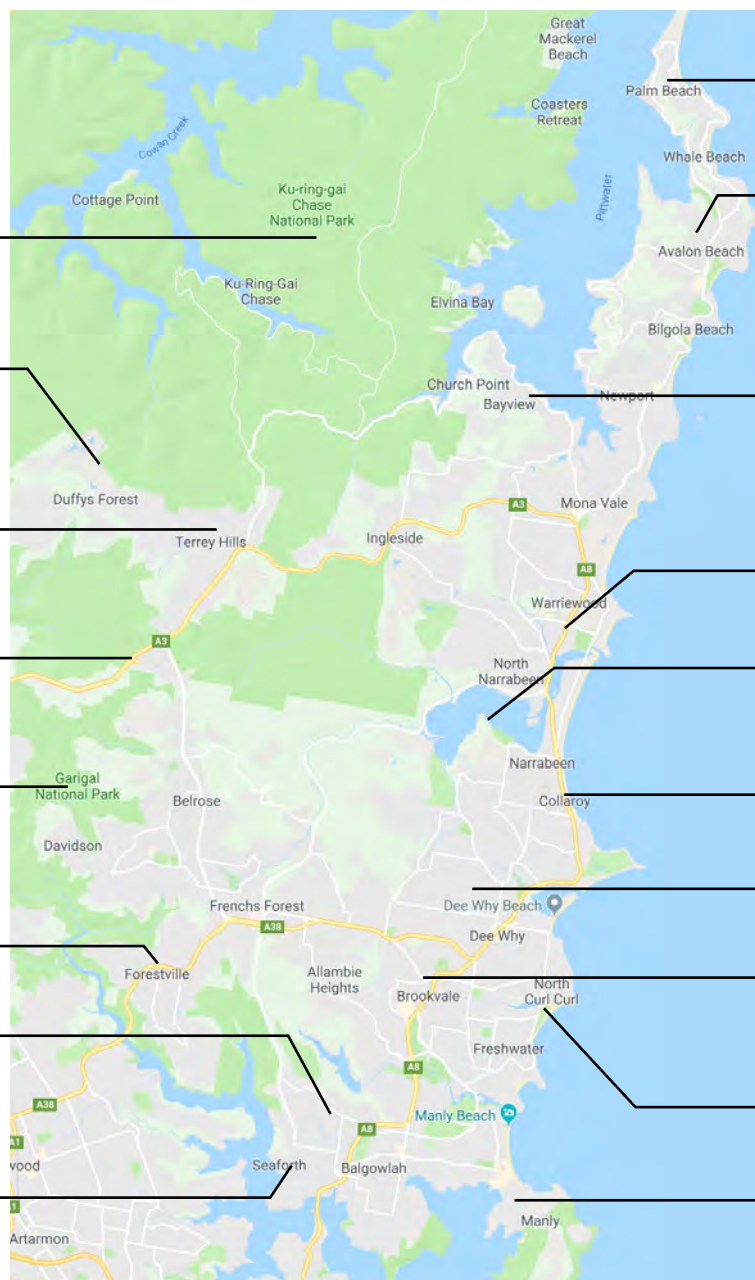 Great
Mackerel
Beach
Palm Beach
Coasters
Retreat
Cowan Creek
Whale Beach
Ku-ring-gai
Chase
National Park
Cottage Point
Pittwater
Avalon Beach
Ku-Ring-Gai
Chase
Elvina Bay
Bilgola Beach
Church Point
Bayview
Newport
Duffys Forest
A3
Mona Vale
Terrey Hills
Ingleside
A8
Warriewood
A3
North
Narrabeen
Narrabeen
Garigal
National Park
Belrose
Collaroy
Davidson
Frenchs Forest
Dee Why Beach
A38
Dee Why
Forestville
Allambie
Heights
Brookvale
North
Curl Curl
Freshwater
A8
A38
Manly Beach
A8
A1
wood
Seaforth
Balgowlah
A1
Manly
Artarmon